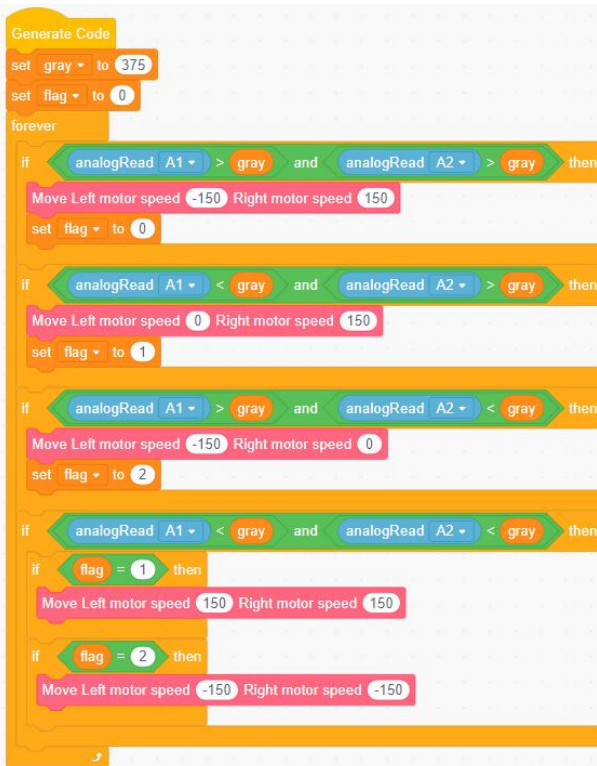 Generate Code
set gray to 375
set flag to 0
forever
if analogRead A1 > gray and analogRead A2 > gray then
Move Left motor speed -150 Right motor speed 150
set flag to 0
if analogRead A1 < gray and analogRead A2 > gray then
Move Left motor speed 0 Right motor speed 150
set flag to 1
if analogRead A1 > gray and analogRead A2 < gray then
Move Left motor speed -150 Right motor speed 0
set flag to 2
if analogRead A1 < gray and analogRead A2 < gray then
if flag = 1 then
Move Left motor speed 150 Right motor speed 150
if flag = 2 then
Move Left motor speed -150 Right motor speed -150